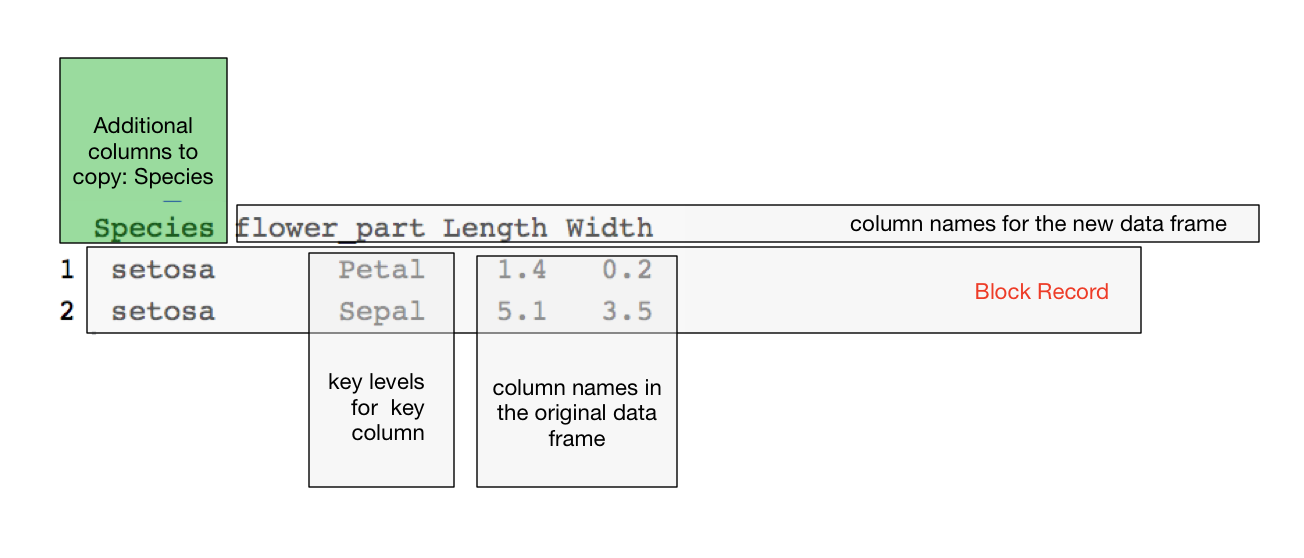 Additional
columns to
copy: Species
Species flower_part Length Width
column names for the new data frame
1 setosa Petal 1.4 0.2
2 setosa Sepal 5.1 3.5
Block Record
key levels
for key
column
column names in
the original data
frame